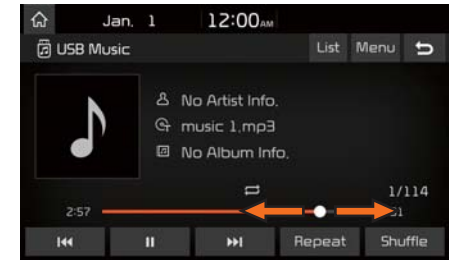 Jan. 1 12:00AM
USB Music List Menu
No Artist Info.
music 1.mp3
No Album Info.
1/114
2:57
Repeat Shuffle